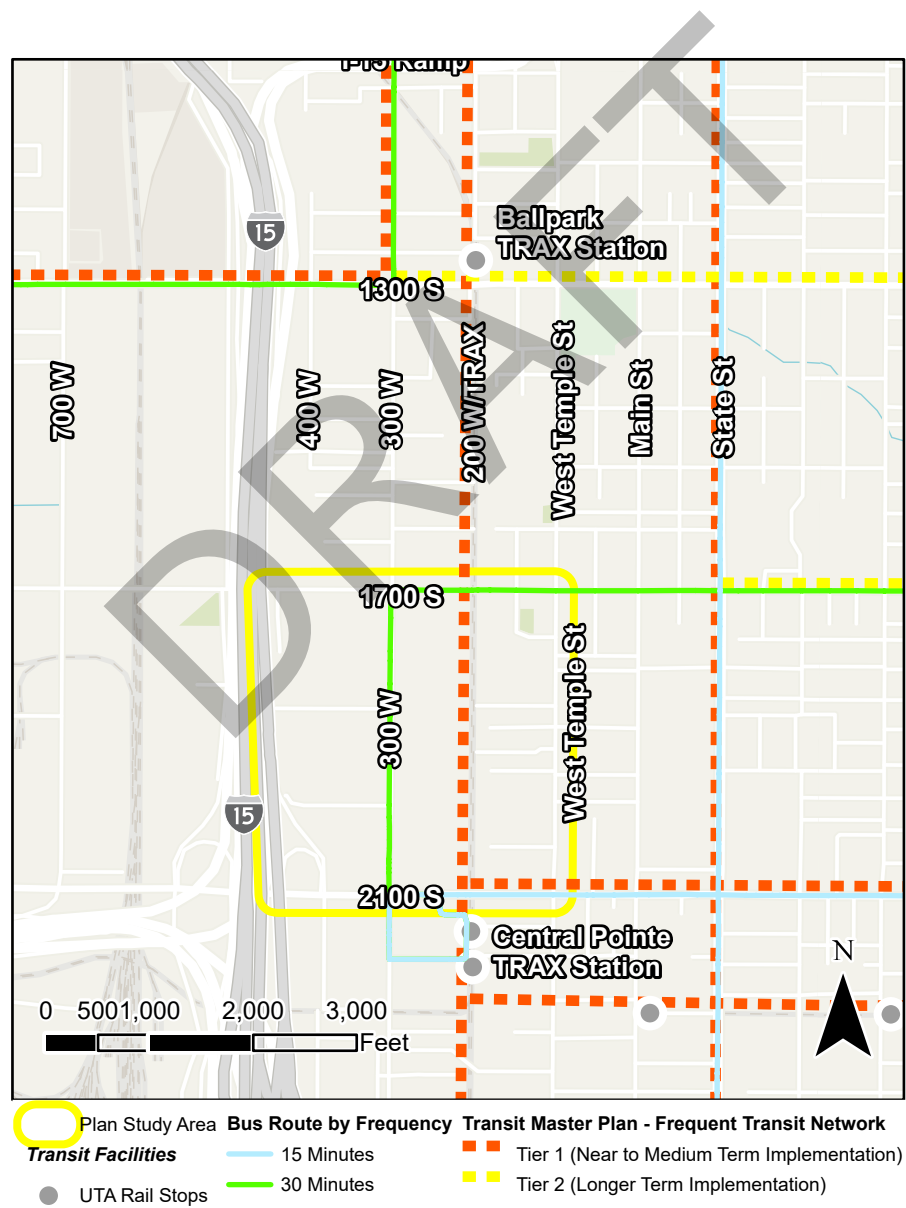 I-15 Ramp
Ballpark
TRAX Station
15
1300 S
700 W
400 W
300 W
200 W/TRAX
West Temple St
Main St
State St
DRAFT
1700 S
300 W
West Temple St
15
2100 S
Central Pointe
TRAX Station
N
0 500 1,000 2,000 3,000
Feet
Plan Study Area
Transit Facilities
UTA Rail Stops
Bus Route by Frequency
15 Minutes
30 Minutes
Transit Master Plan - Frequent Transit Network
Tier 1 (Near to Medium Term Implementation)
Tier 2 (Longer Term Implementation)